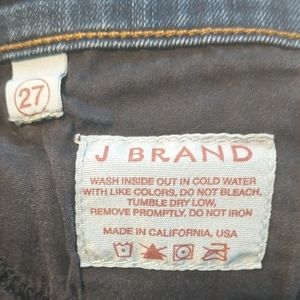 27
J BRAND
WASH INSIDE OUT IN COLD WATER
WITH LIKE COLORS, DO NOT BLEACH,
TUMBLE DRY LOW,
REMOVE PROMPTLY, DO NOT IRON
MADE IN CALIFORNIA, USA